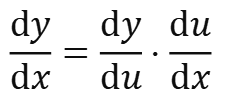 dy/dx = dy/du · du/dx